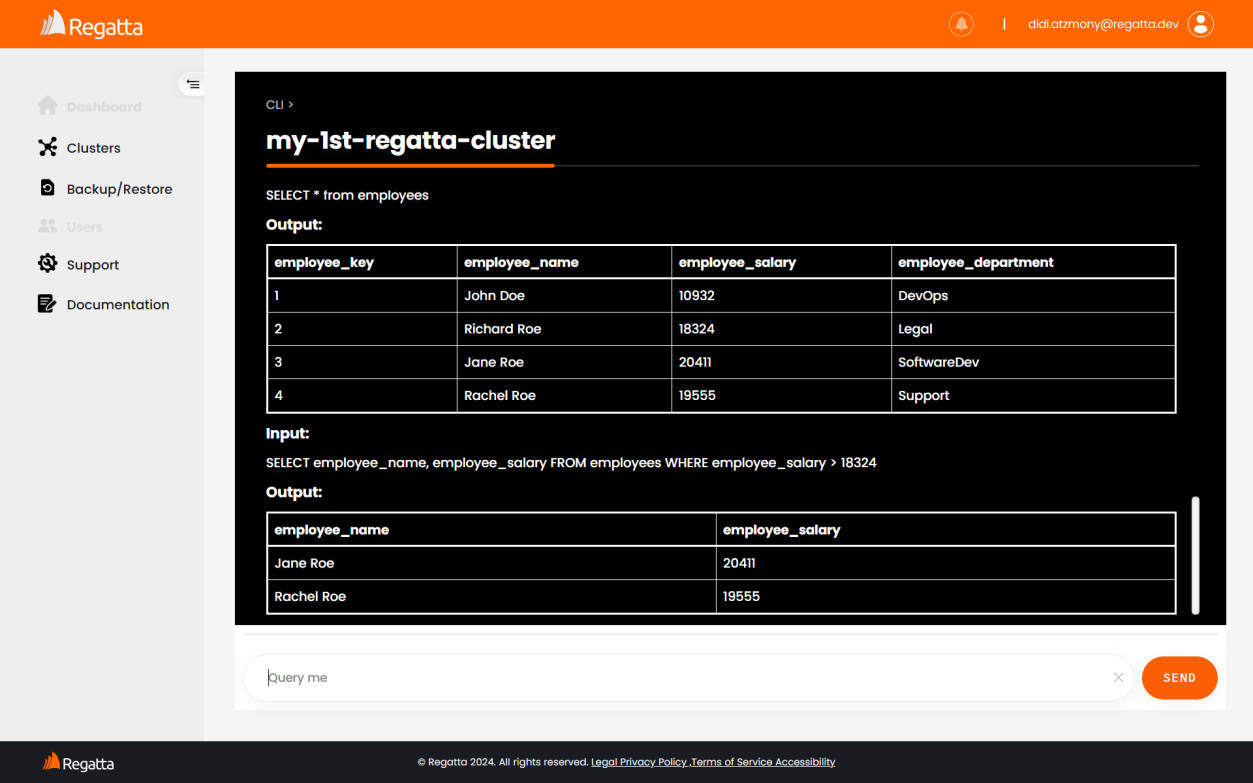 Regatta
| didi.atzmony@regatta.dev
Dashboard
Clusters
Backup/Restore
Users
Support
Documentation
CLI >
my-1st-regatta-cluster
SELECT * from employees
Output:
employee_key employee_name employee_salary employee_department
1 John Doe 10932 DevOps
2 Richard Roe 18324 Legal
3 Jane Roe 20411 SoftwareDev
4 Rachel Roe 19555 Support
Input:
SELECT employee_name, employee_salary FROM employees WHERE employee_salary > 18324
Output:
employee_name employee_salary
Jane Roe 20411
Rachel Roe 19555
Query me
SEND
Regatta
© Regatta 2024. All rights reserved. Legal Privacy Policy .Terms of Service Accessibility